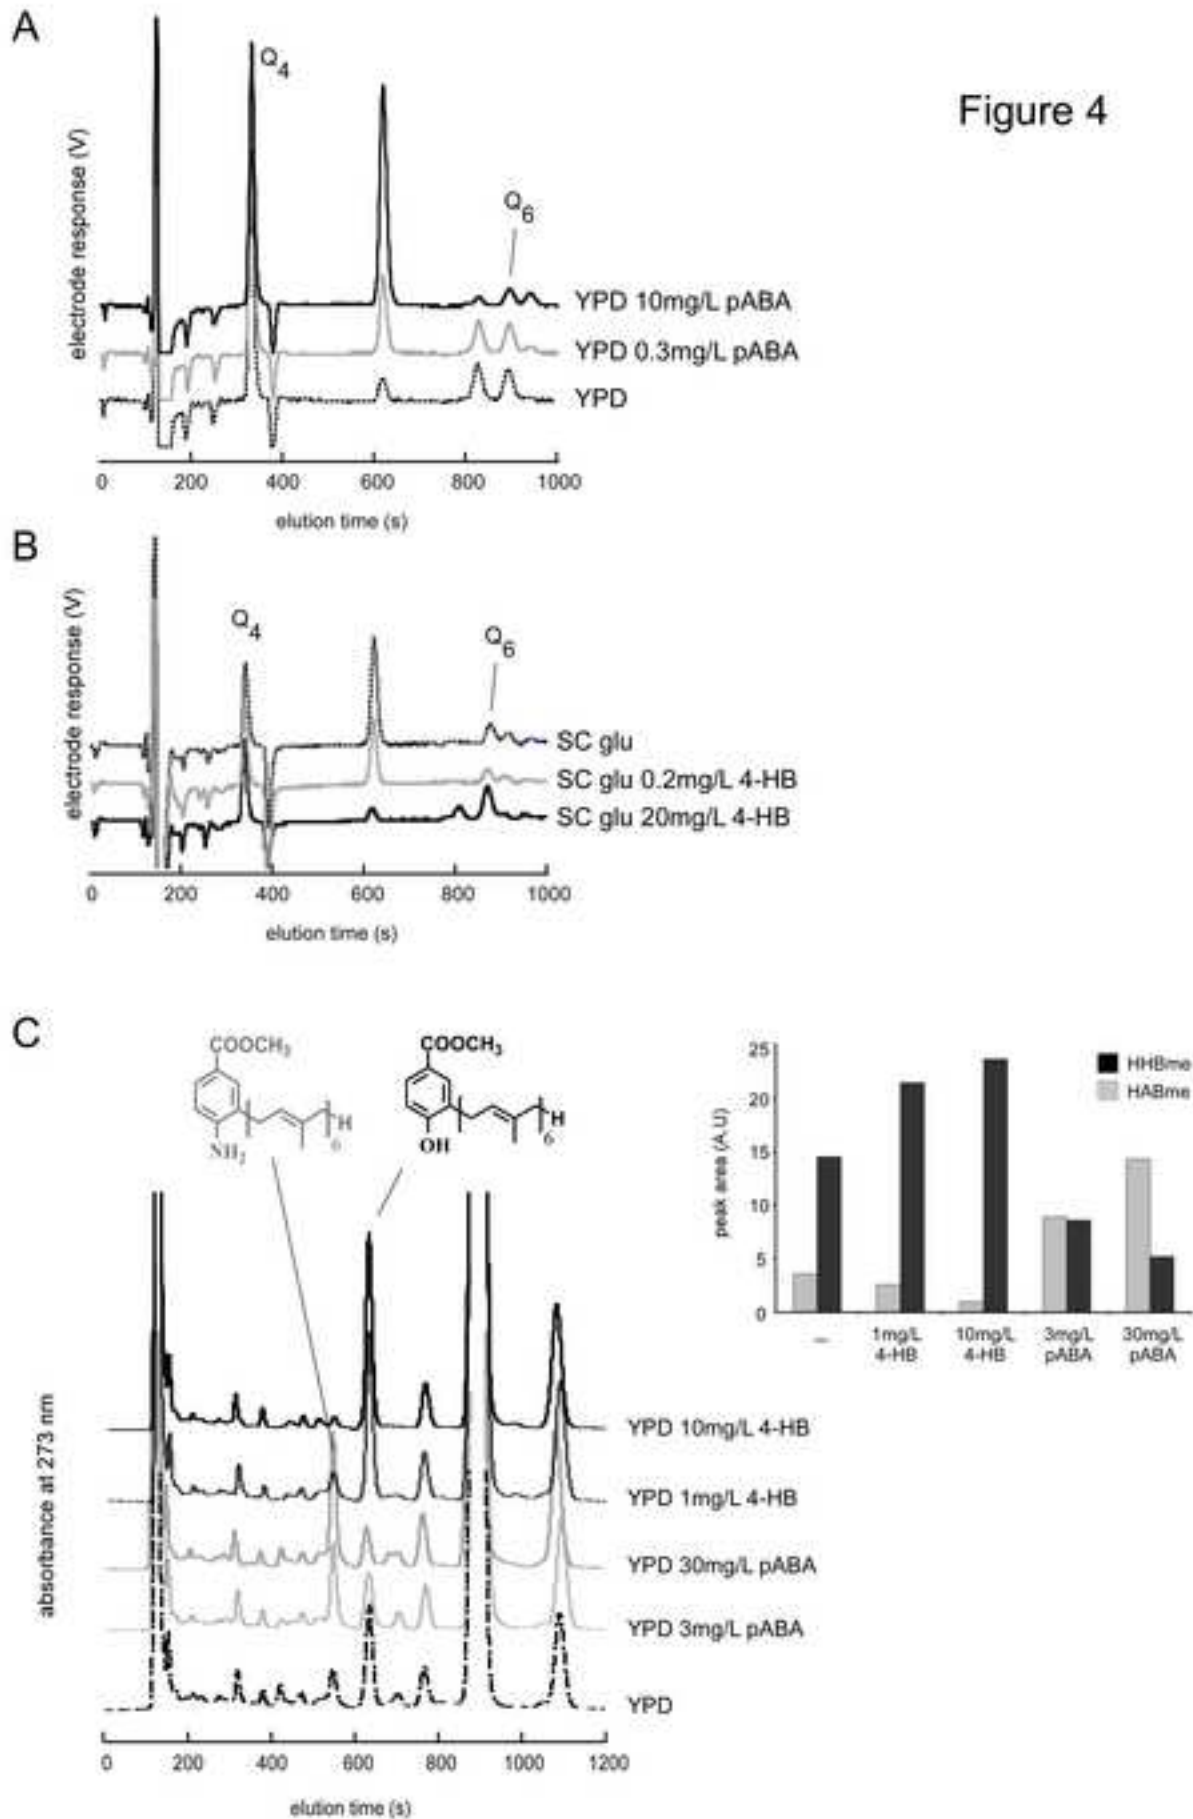 A
Figure 4
Q4
Q6
electrode response (V)
YPD 10mg/L pABA
YPD 0.3mg/L pABA
YPD
0 200 400 600 800 1000
elution time (s)
B
Q4
Q6
electrode response (V)
SC glu
SC glu 0.2mg/L 4-HB
SC glu 20mg/L 4-HB
0 200 400 600 800 1000
elution time (s)
C
COOCH3
NH2
H
6
COOCH3
OH
H
6
absorbance at 273 nm
YPD 10mg/L 4-HB
YPD 1mg/L 4-HB
YPD 30mg/L pABA
YPD 3mg/L pABA
YPD
0 200 400 600 800 1000 1200
elution time (s)
peak area (A.U)
25
20
15
10
5
0
HHBme
HABme
– 1mg/L 10mg/L 3mg/L 30mg/L
4-HB 4-HB pABA pABA